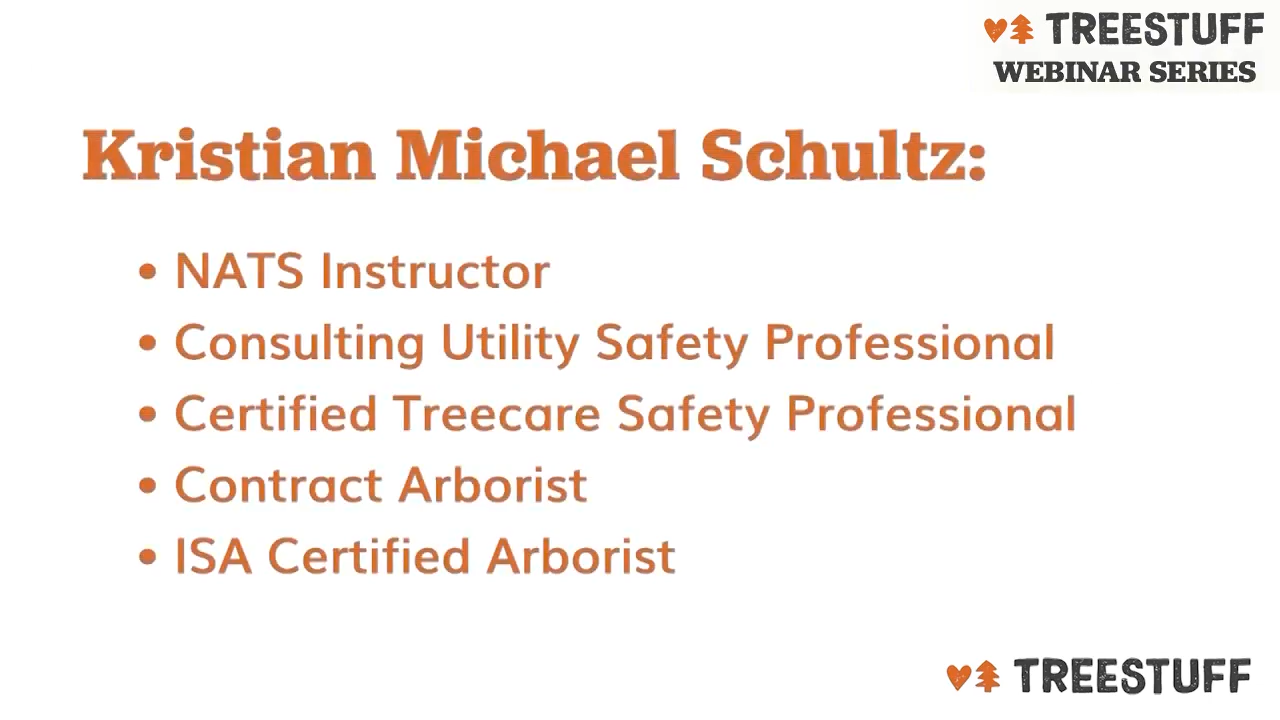 TREESTUFF
WEBINAR SERIES
Kristian Michael Schultz:
• NATS Instructor
• Consulting Utility Safety Professional
• Certified Treecare Safety Professional
• Contract Arborist
• ISA Certified Arborist
TREESTUFF